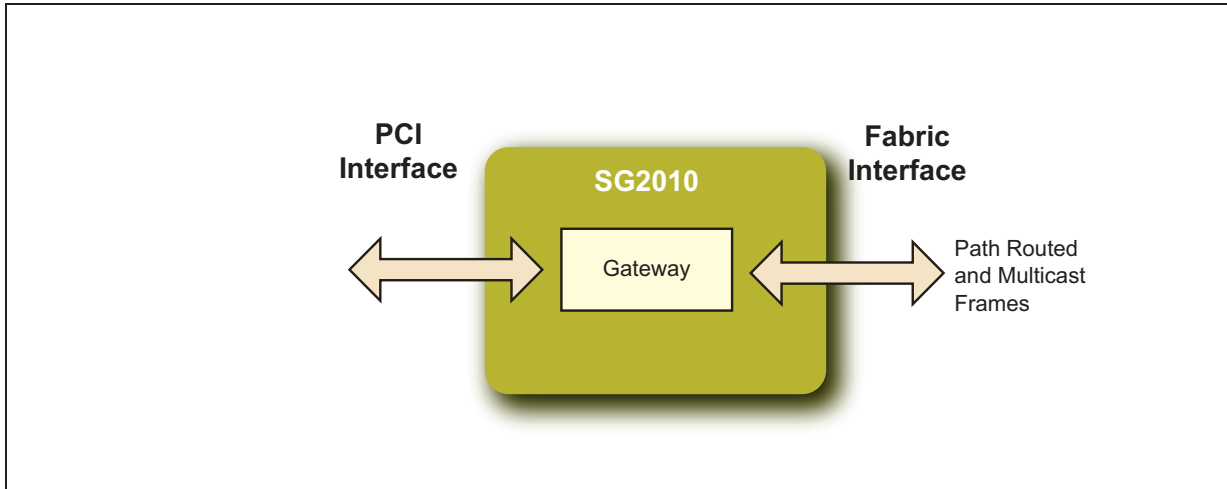 PCI
Interface
Fabric
Interface
SG2010
Gateway
Path Routed
and Multicast
Frames